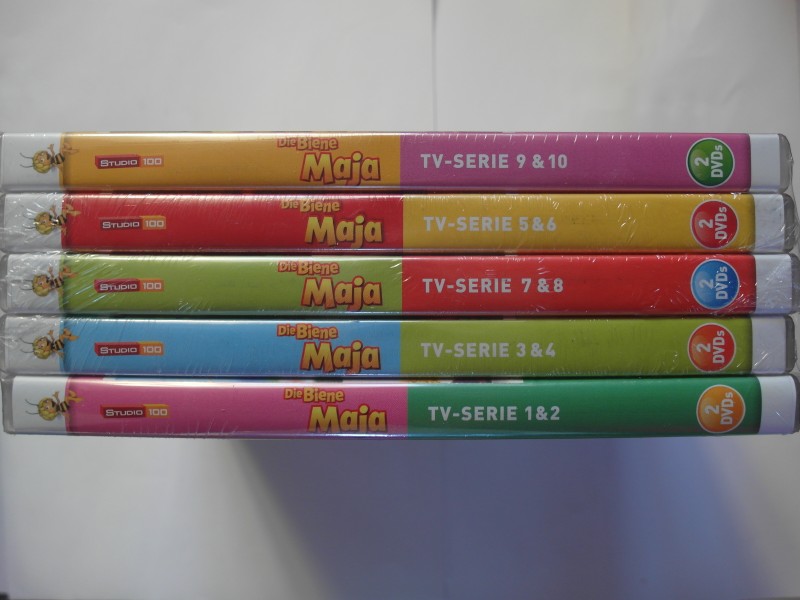 STUDIO 100 Die Biene Maja TV-SERIE 9 & 10 2 DVDs
STUDIO 100 Die Biene Maja TV-SERIE 5 & 6 2 DVDs
STUDIO 100 Die Biene Maja TV-SERIE 7 & 8 2 DVDs
STUDIO 100 Die Biene Maja TV-SERIE 3 & 4 2 DVDs
STUDIO 100 Die Biene Maja TV-SERIE 1 & 2 2 DVDs